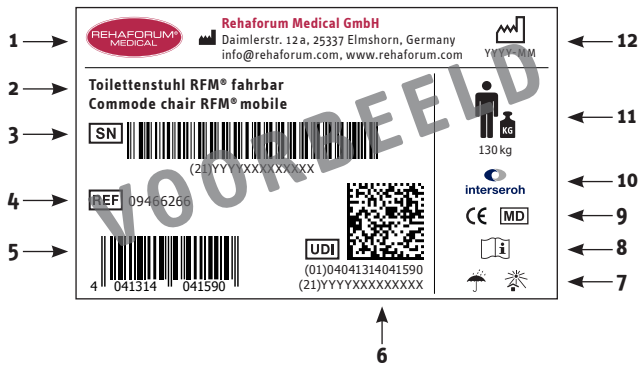 REHAFORUM®
MEDICAL
Rehaforum Medical GmbH
Daimlerstr. 12a, 25337 Elmshorn, Germany
info@rehaforum.com, www.rehaforum.com
YYYY-MM
1
12
2
Toilettenstuhl RFM® fahrbar
Commode chair RFM® mobile
KG
11
130 kg
3
SN
(21)YYYYXXXXXXXXXX
VOORBEELD
4
REF 09466266
interseroh
10
CE MD
9
5
UDI
i
8
4 041314 041590
(01)04041314041590
(21)YYYYXXXXXXXXXX
7
6